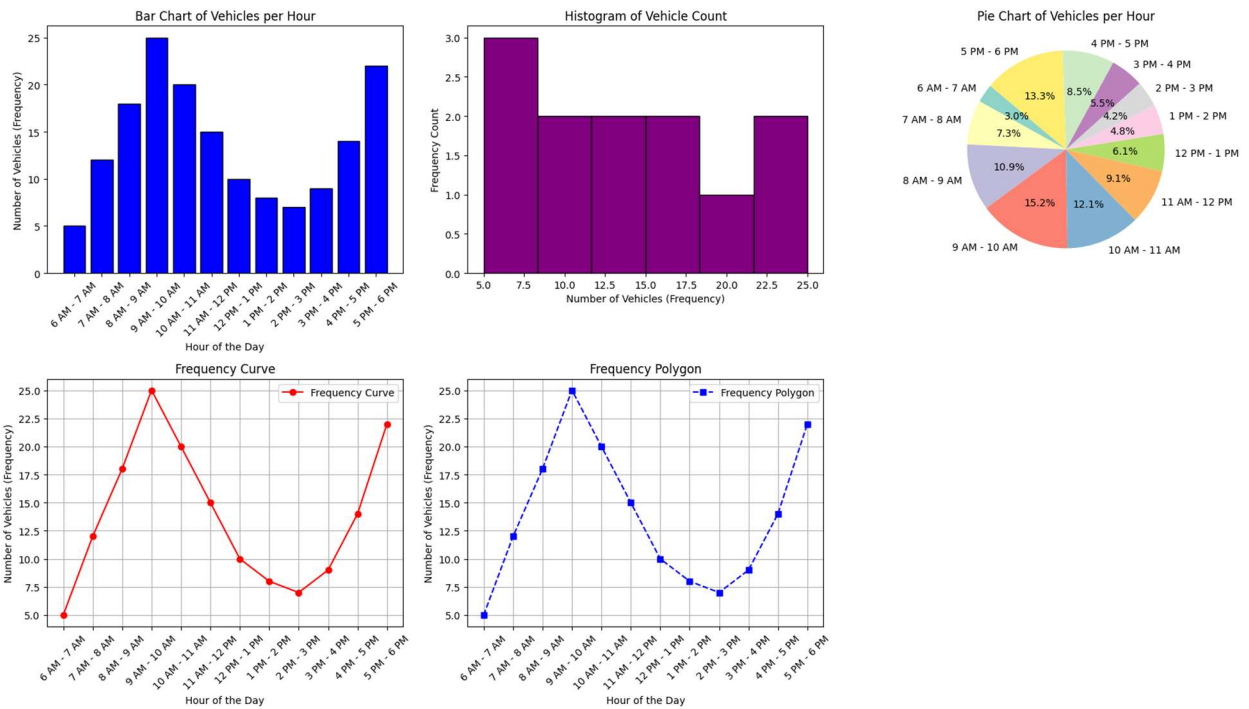 Bar Chart of Vehicles per Hour
Number of Vehicles (Frequency)
25
20
15
10
5
0
6 AM - 7 AM
7 AM - 8 AM
8 AM - 9 AM
9 AM - 10 AM
10 AM - 11 AM
11 AM - 12 PM
12 PM - 1 PM
1 PM - 2 PM
2 PM - 3 PM
3 PM - 4 PM
4 PM - 5 PM
5 PM - 6 PM
Hour of the Day
Histogram of Vehicle Count
Frequency Count
3.0
2.5
2.0
1.5
1.0
0.5
0.0
5.0 7.5 10.0 12.5 15.0 17.5 20.0 22.5 25.0
Number of Vehicles (Frequency)
Pie Chart of Vehicles per Hour
4 PM - 5 PM
8.5%
3 PM - 4 PM
5.5%
2 PM - 3 PM
4.2%
1 PM - 2 PM
4.8%
12 PM - 1 PM
6.1%
11 AM - 12 PM
9.1%
10 AM - 11 AM
12.1%
9 AM - 10 AM
15.2%
8 AM - 9 AM
10.9%
7 AM - 8 AM
7.3%
6 AM - 7 AM
3.0%
5 PM - 6 PM
13.3%
Frequency Curve
Number of Vehicles (Frequency)
25.0
22.5
20.0
17.5
15.0
12.5
10.0
7.5
5.0
Frequency Curve
6 AM - 7 AM
7 AM - 8 AM
8 AM - 9 AM
9 AM - 10 AM
10 AM - 11 AM
11 AM - 12 PM
12 PM - 1 PM
1 PM - 2 PM
2 PM - 3 PM
3 PM - 4 PM
4 PM - 5 PM
5 PM - 6 PM
Hour of the Day
Frequency Polygon
Number of Vehicles (Frequency)
25.0
22.5
20.0
17.5
15.0
12.5
10.0
7.5
5.0
Frequency Polygon
6 AM - 7 AM
7 AM - 8 AM
8 AM - 9 AM
9 AM - 10 AM
10 AM - 11 AM
11 AM - 12 PM
12 PM - 1 PM
1 PM - 2 PM
2 PM - 3 PM
3 PM - 4 PM
4 PM - 5 PM
5 PM - 6 PM
Hour of the Day